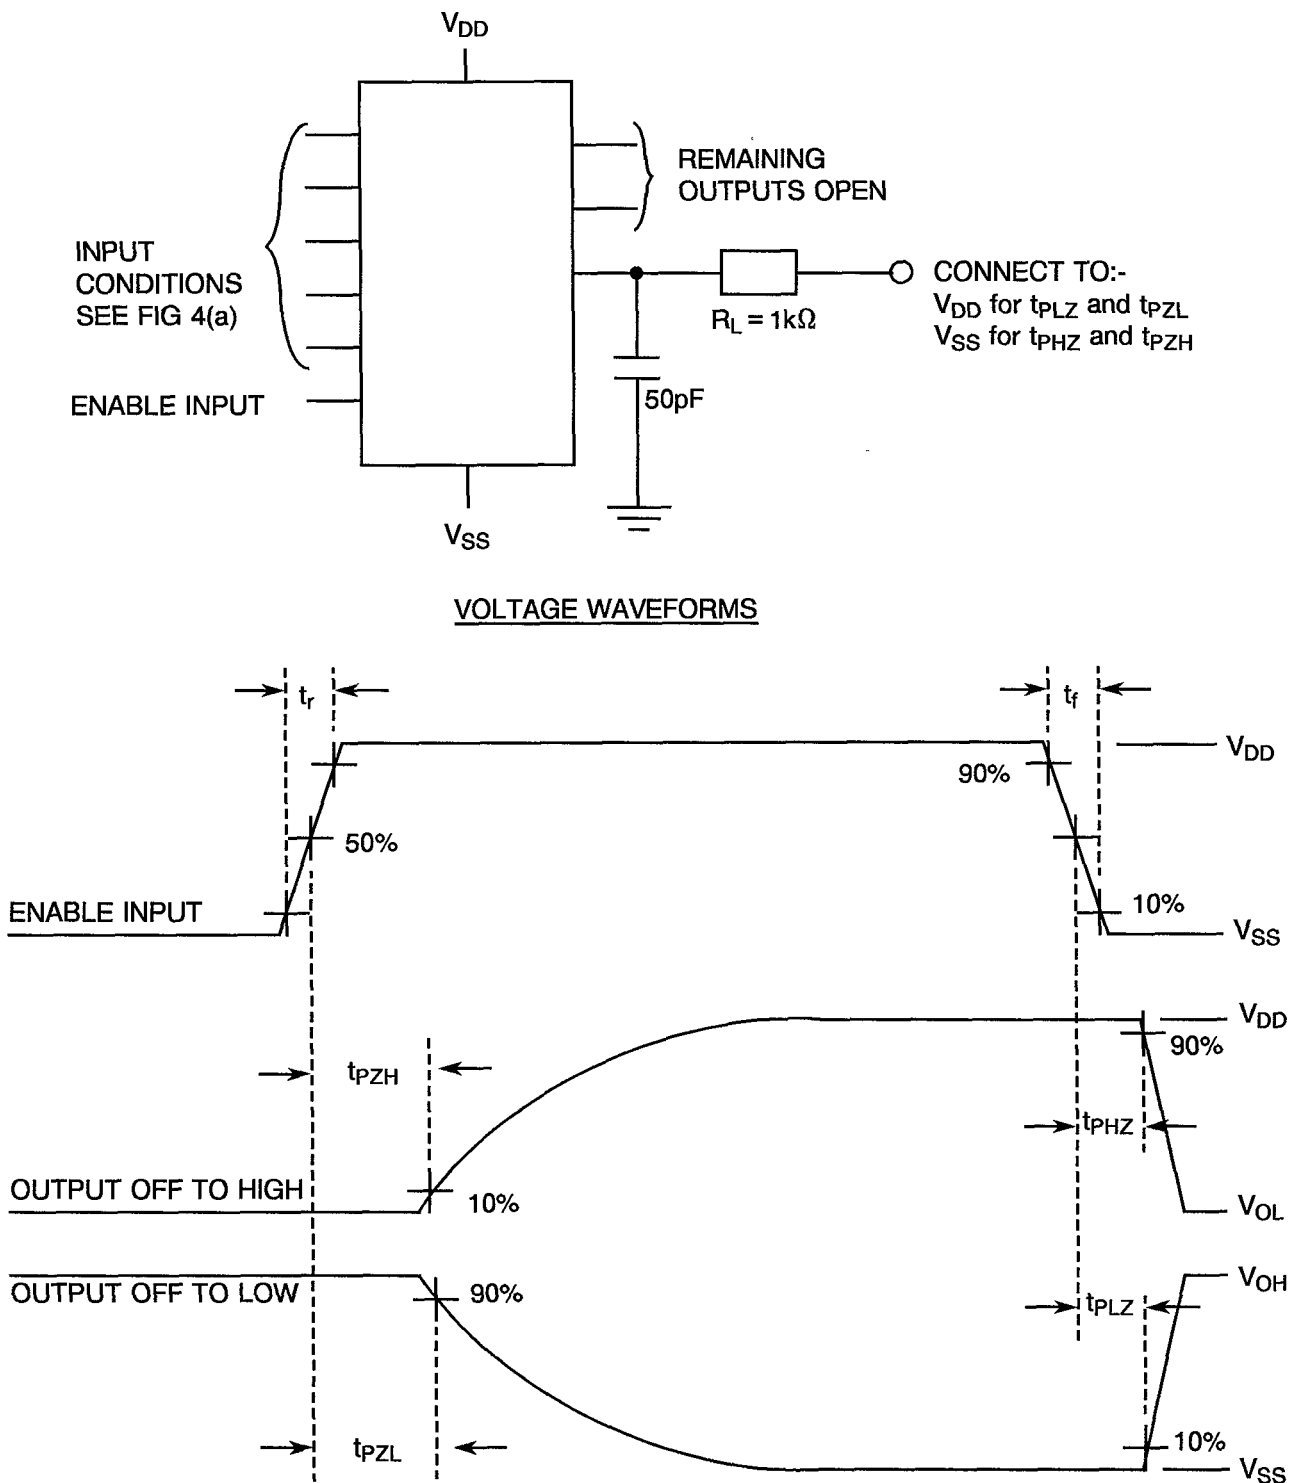 VDD
REMAINING
OUTPUTS OPEN
INPUT
CONDITIONS
SEE FIG 4(a)
RL = 1kΩ
CONNECT TO:-
VDD for tPLZ and tPZL
VSS for tPHZ and tPZH
ENABLE INPUT
50pF
VSS
VOLTAGE WAVEFORMS
tr
tf
VDD
90%
50%
ENABLE INPUT
10%
VSS
VDD
90%
tPZH
tPHZ
OUTPUT OFF TO HIGH
10%
VOL
OUTPUT OFF TO LOW
90%
VOH
tPLZ
tPZL
10%
VSS